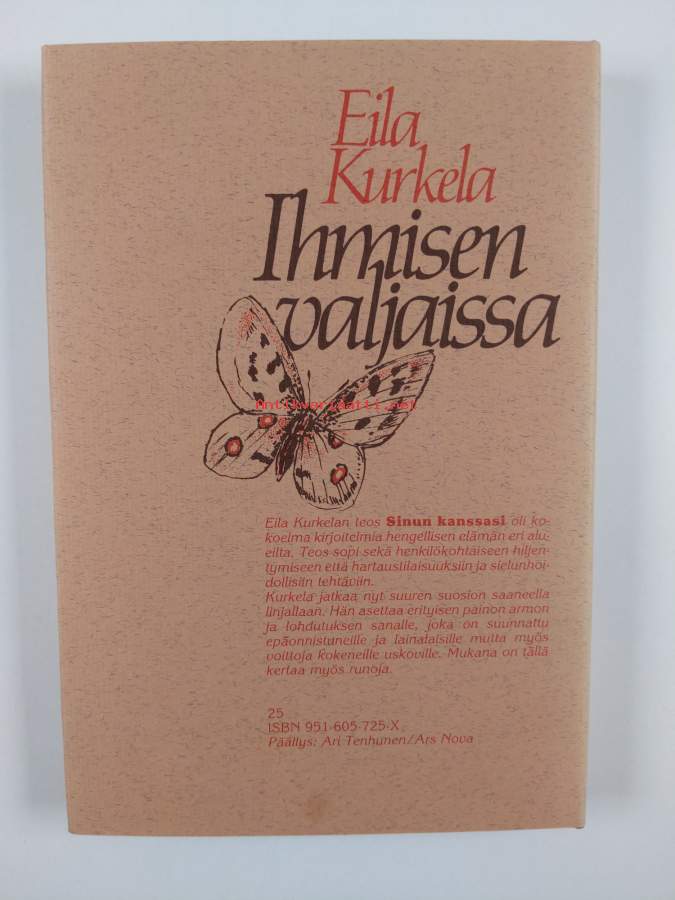 Eila
Kurkela
Ihmisen
valjaissa
Antikvariaatti.net
Eila Kurkelan teos Sinun kanssasi oli ko-
koelma kirjoitelmia hengellisen elämän eri alu-
eilta. Teos sopi sekä henkilökohtaiseen hiljen-
tymiseen että hartaustilaisuuksiin ja sielunhoi-
dollisiin tehtäviin.
Kurkela jatkaa nyt suuren suosion saaneella
linjallaan. Hän asettaa erityisen painon armon
ja lohdutuksen sanalle, joka on suunnattu
epäonnistuneille ja lainalaisille mutta myös
voittoja kokeneille uskoville. Mukana on tällä
kertaa myös runoja.
25
ISBN 951-605-725-X
Päällys: Ari Tenhunen/Ars Nova